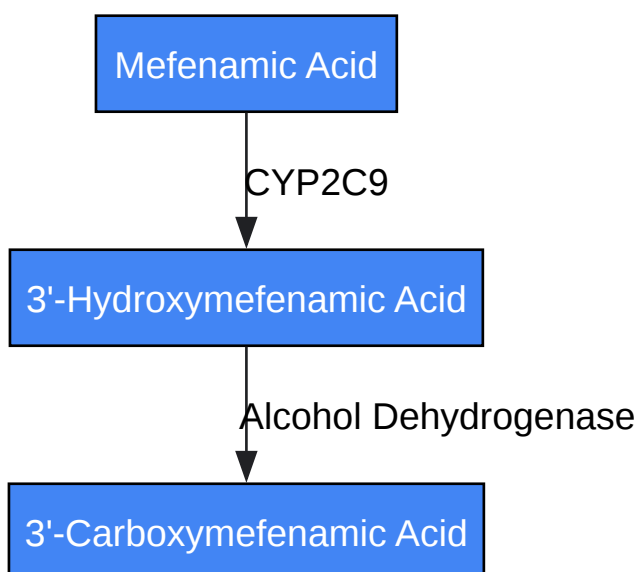 Mefenamic Acid
CYP2C9
3'-Hydroxymefenamic Acid
Alcohol Dehydrogenase
3'-Carboxymefenamic Acid